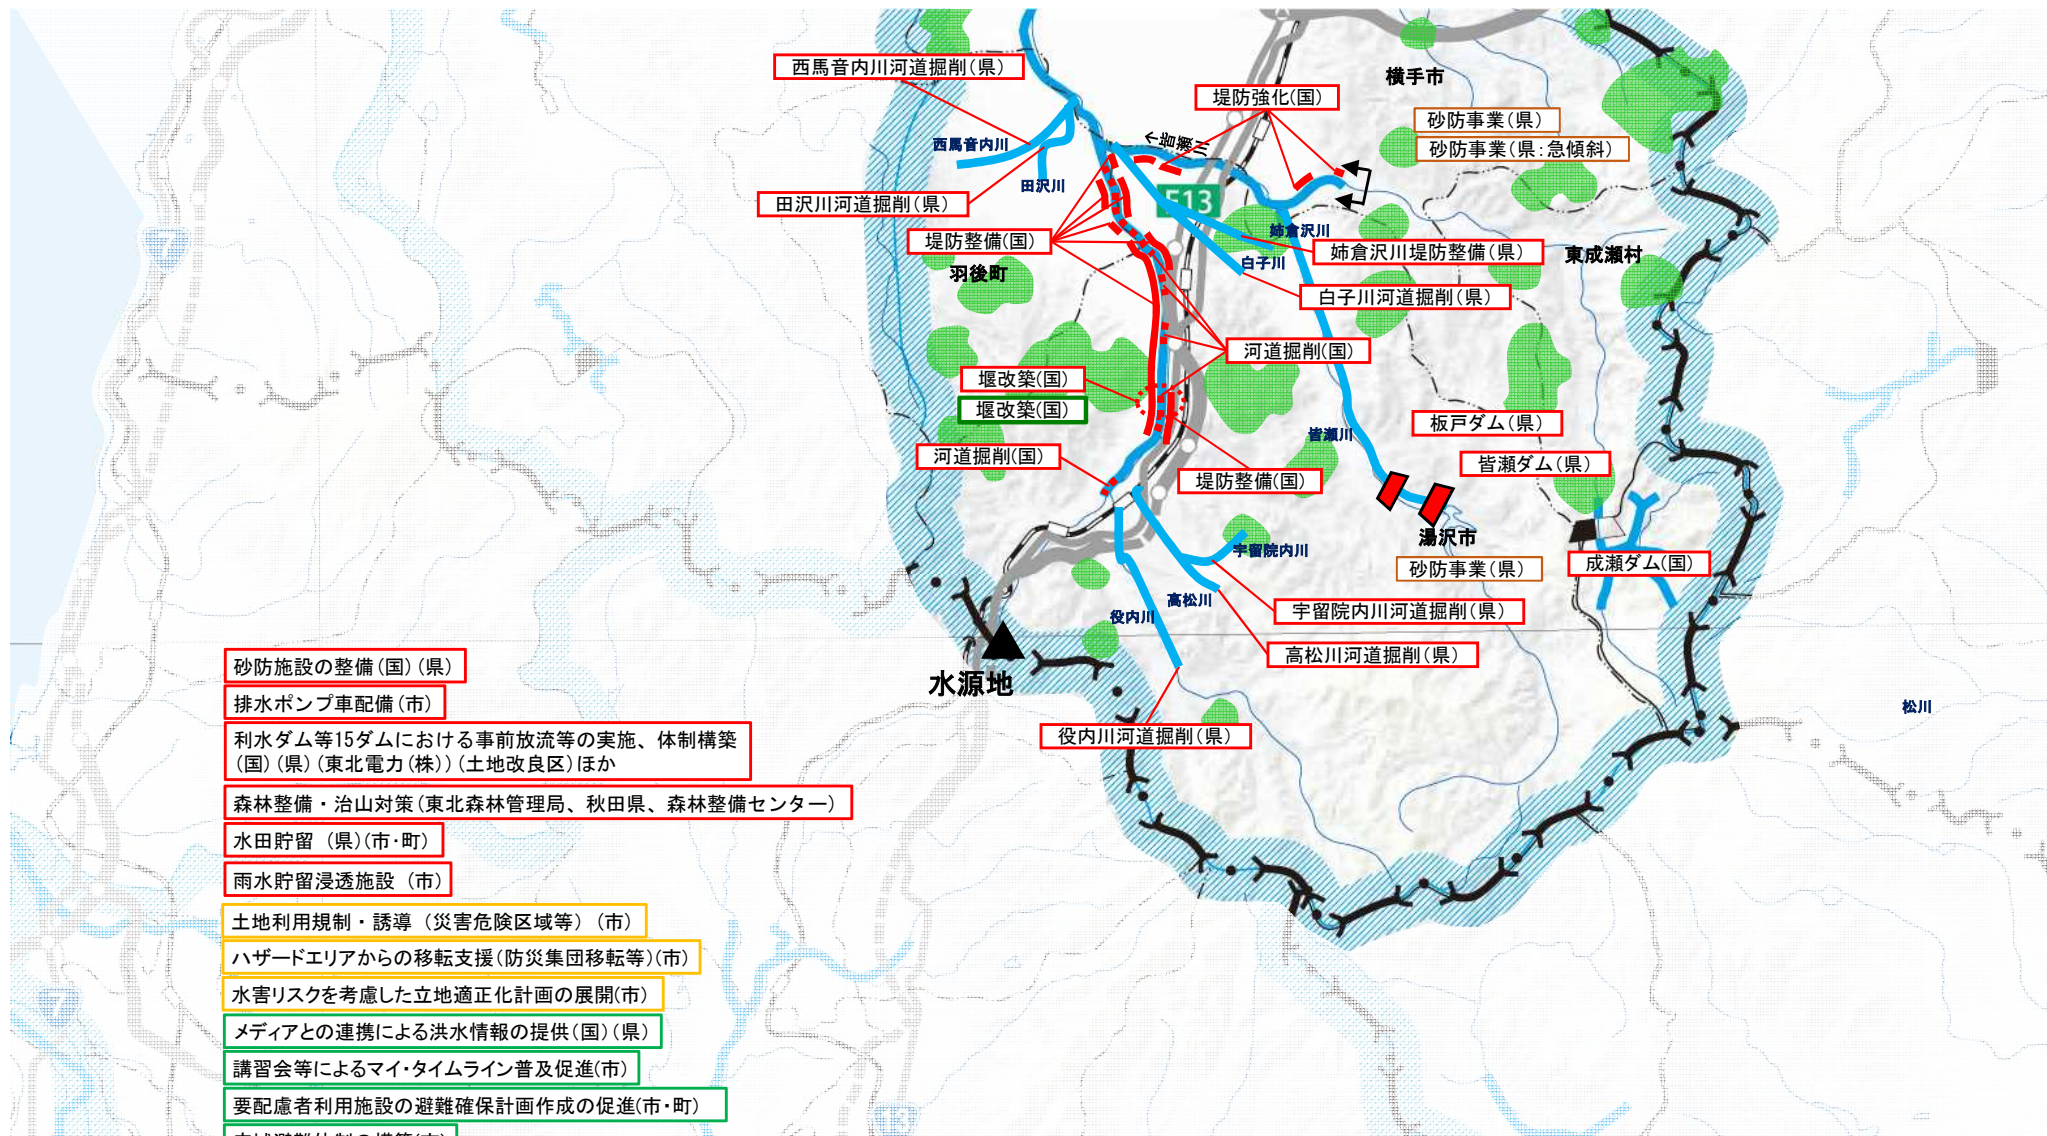 西馬音内川河道掘削(県)
横手市
堤防強化(国)
砂防事業(県)
砂防事業(県:急傾斜)
↑皆瀬川
西馬音内川
田沢川
田沢川河道掘削(県)
E13
堤防整備(国)
姉倉沢川
姉倉沢川堤防整備(県)
東成瀬村
羽後町
白子川
白子川河道掘削(県)
河道掘削(国)
堰改築(国)
堰改築(国)
板戸ダム(県)
皆瀬川
河道掘削(国)
皆瀬ダム(県)
堤防整備(国)
湯沢市
宇留院内川
砂防事業(県)
成瀬ダム(国)
高松川
宇留院内川河道掘削(県)
役内川
高松川河道掘削(県)
水源地
松川
役内川河道掘削(県)
砂防施設の整備(国)(県)
排水ポンプ車配備(市)
利水ダム等15ダムにおける事前放流等の実施、体制構築
(国)(県)(東北電力(株))(土地改良区)ほか
森林整備・治山対策(東北森林管理局、秋田県、森林整備センター)
水田貯留 (県)(市・町)
雨水貯留浸透施設 (市)
土地利用規制・誘導 (災害危険区域等) (市)
ハザードエリアからの移転支援(防災集団移転等)(市)
水害リスクを考慮した立地適正化計画の展開(市)
メディアとの連携による洪水情報の提供(国)(県)
講習会等によるマイ・タイムライン普及促進(市)
要配慮者利用施設の避難確保計画作成の促進(市・町)